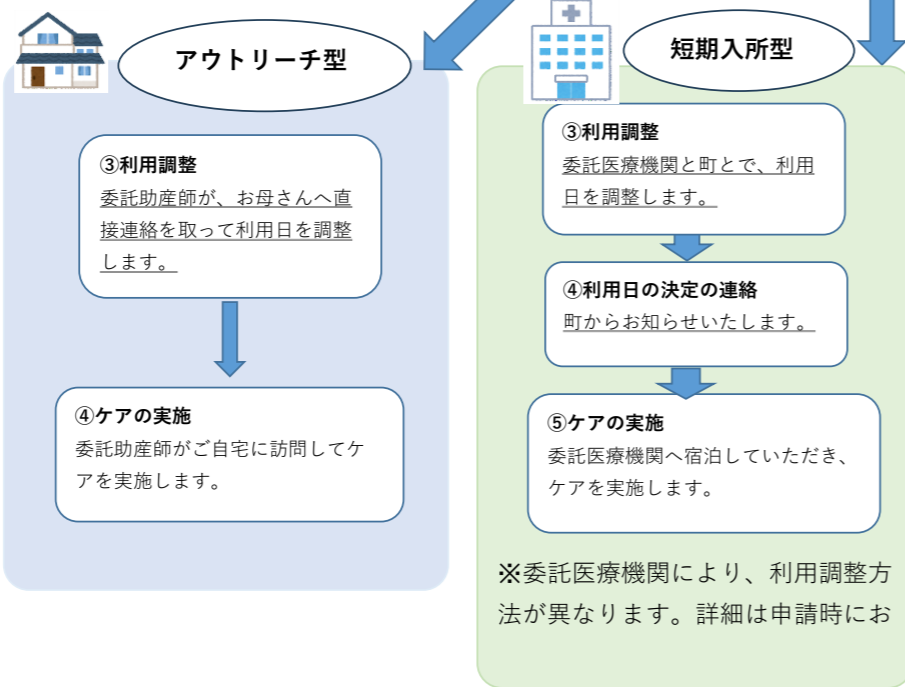 アウトリーチ型
③利用調整
委託助産師が、お母さんへ直
接連絡を取って利用日を調整
します。
④ケアの実施
委託助産師がご自宅に訪問してケ
アを実施します。
短期入所型
③利用調整
委託医療機関と町とで、利用
日を調整します。
④利用日の決定の連絡
町からお知らせいたします。
⑤ケアの実施
委託医療機関へ宿泊していただき、
ケアを実施します。
※委託医療機関により、利用調整方
法が異なります。詳細は申請時にお